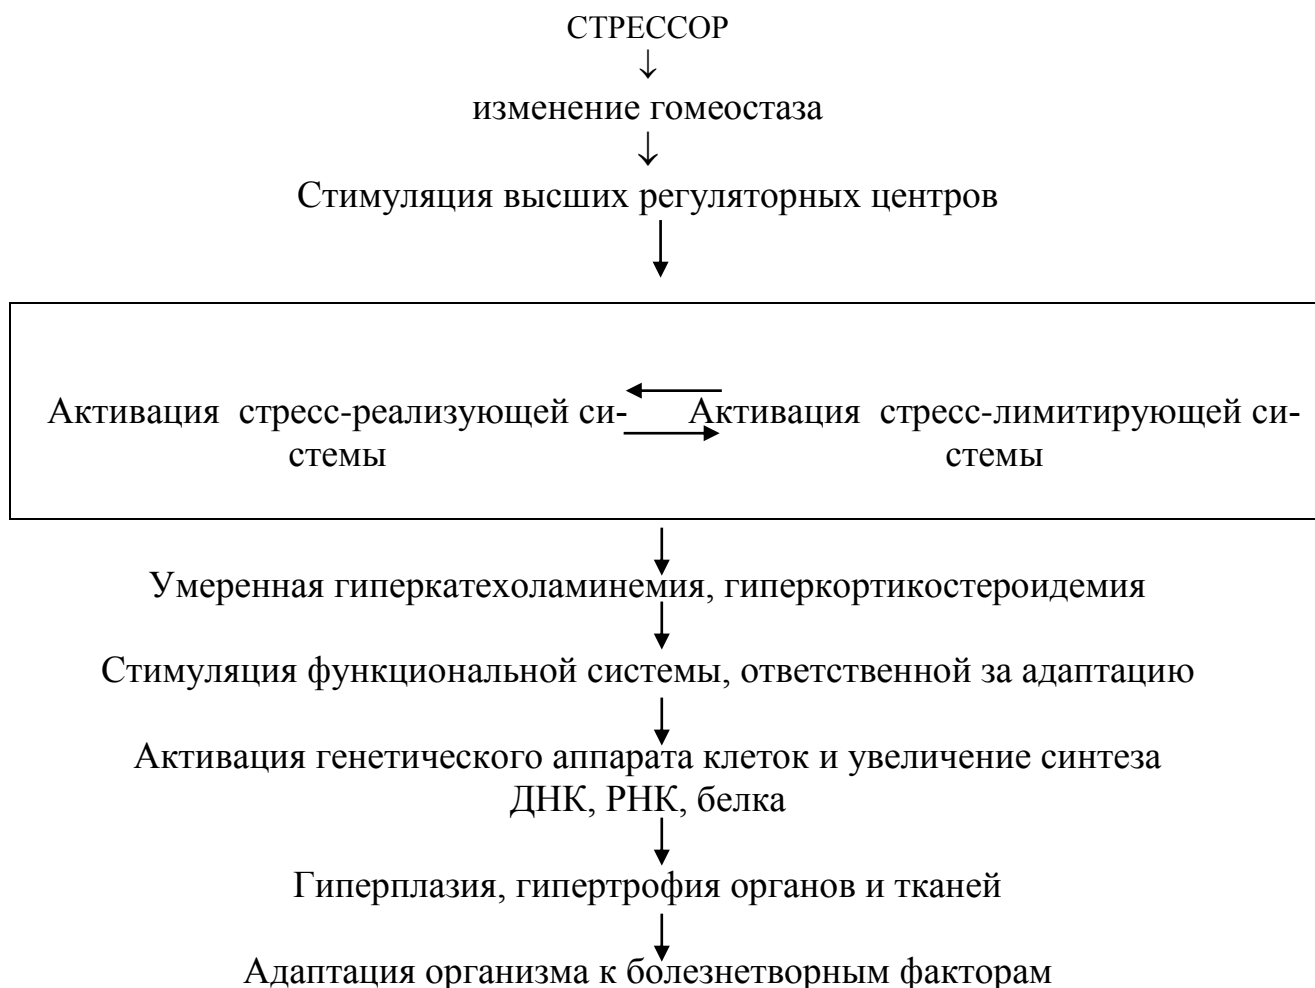 СТРЕССОР
↓
изменение гомеостаза
↓
Стимуляция высших регуляторных центров
Активация стресс-реализующей си-
стемы
Активация стресс-лимитирующей си-
стемы
Умеренная гиперкатехоламинемия, гиперкортикостероидемия
Стимуляция функциональной системы, ответственной за адаптацию
Активация генетического аппарата клеток и увеличение синтеза
ДНК, РНК, белка
Гиперплазия, гипертрофия органов и тканей
Адаптация организма к болезнетворным факторам